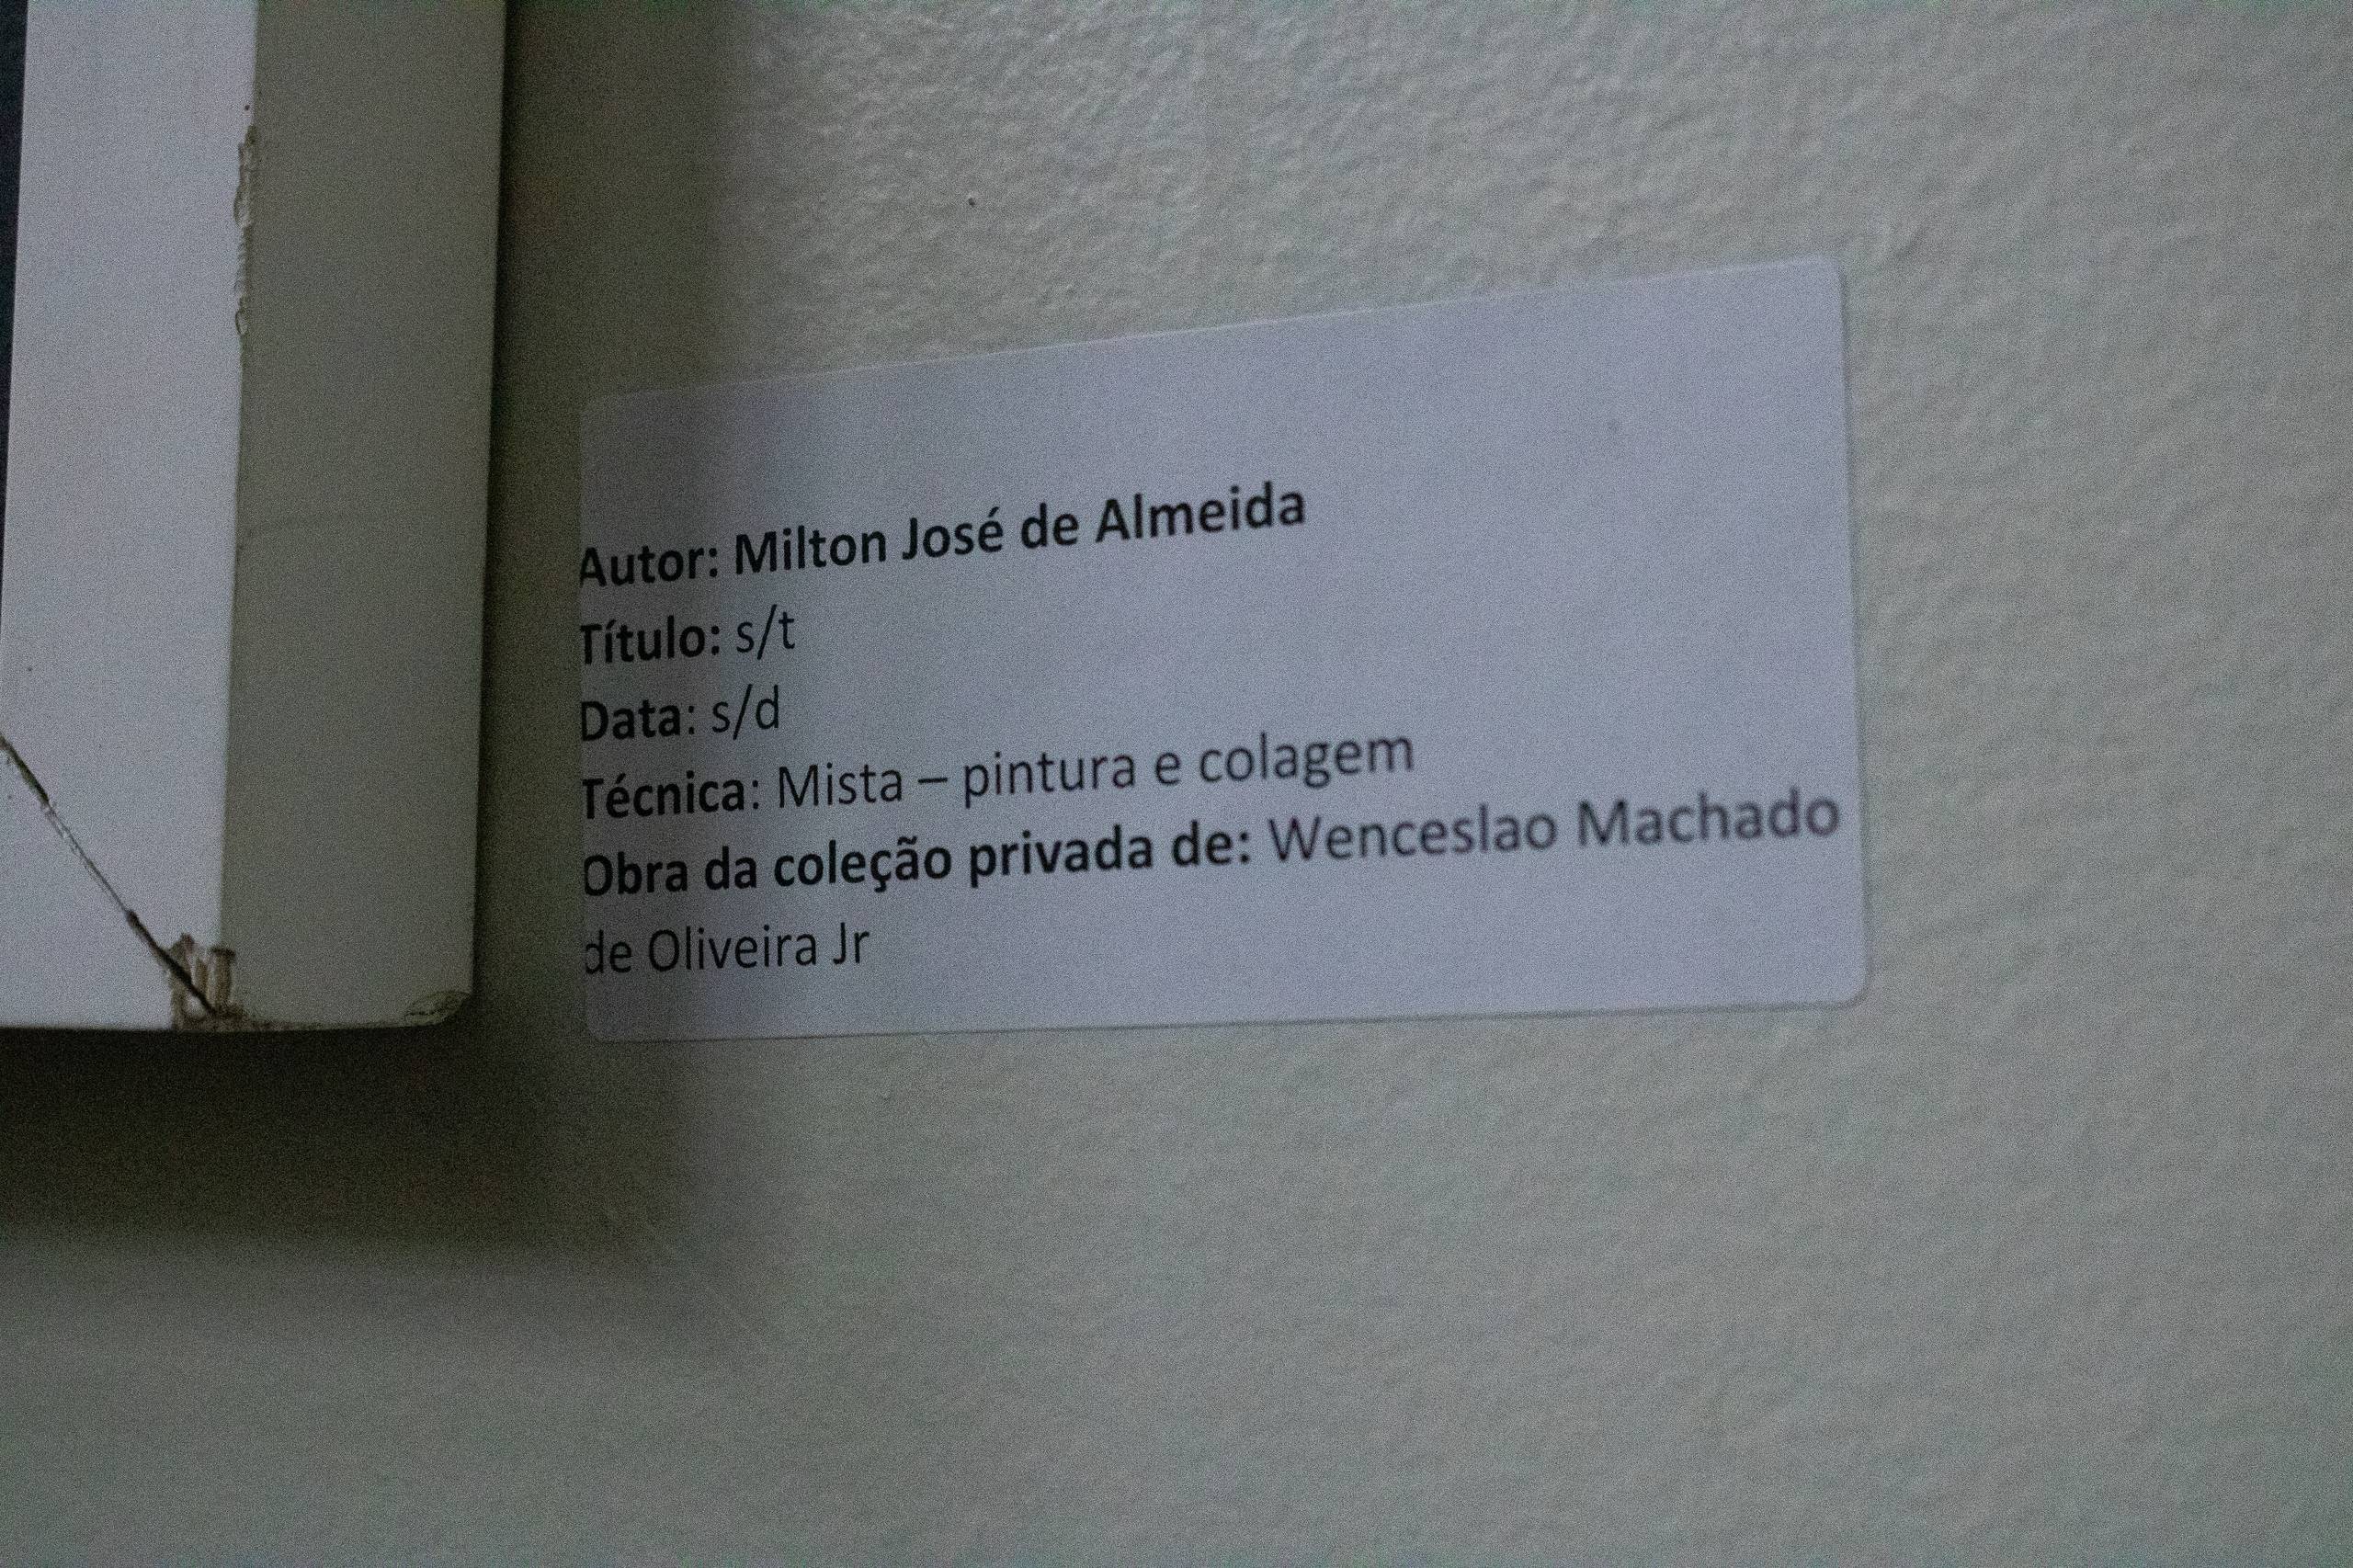 Autor: Milton José de Almeida
Título: s/t
Data: s/d
Técnica: Mista – pintura e colagem
Obra da coleção privada de: Wenceslao Machado
de Oliveira Jr